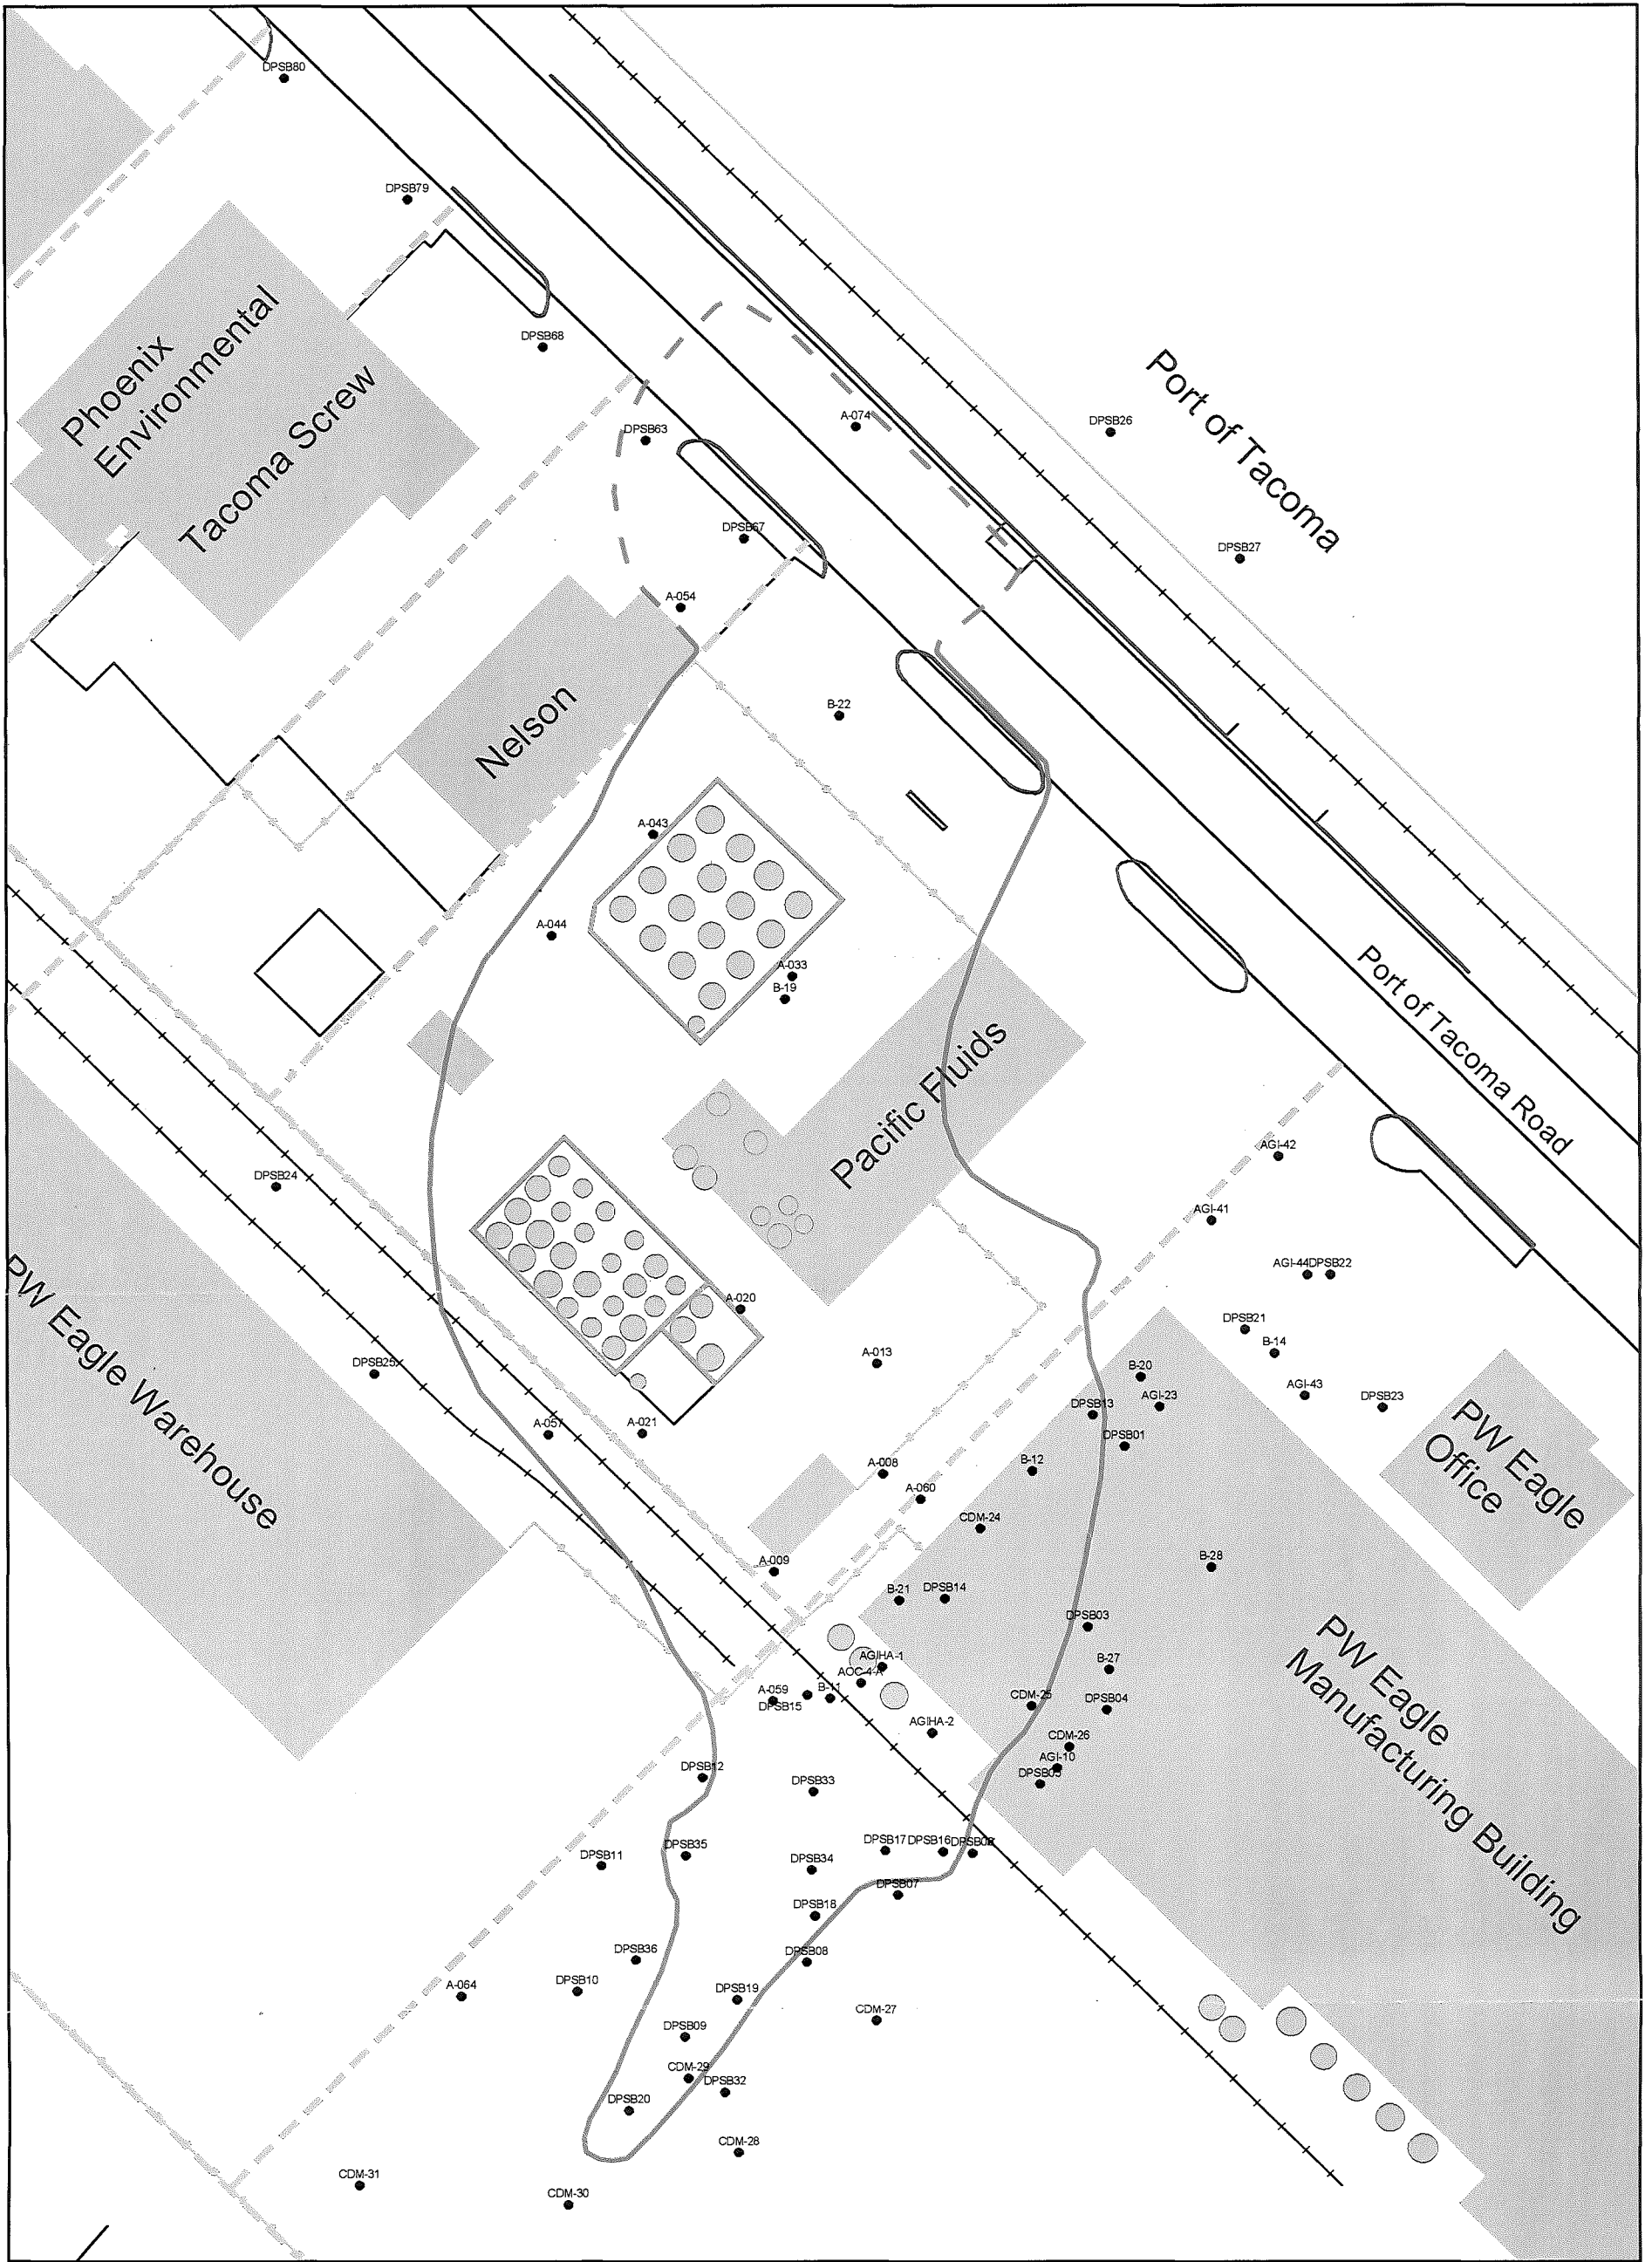 DPSB80
DPSB79
Phoenix
Environmental
Tacoma Screw
DPSB68
DPSB63
A-074
DPSB26
Port of Tacoma
DPSB67
DPSB27
A-054
Nelson
B-22
A-043
A-044
A-033
B-19
Pacific Fluids
Port of Tacoma Road
AGI-42
DPSB24
AGI-41
AGI-44
DPSB22
A-020
DPSB21
B-14
PW Eagle Warehouse
DPSB25
A-013
B-20
AGI-23
AGI-43
DPSB23
DPSB13
DPSB01
PW Eagle
Office
A-057
A-021
A-008
B-12
A-060
CDM-24
A-009
B-28
B-21
DPSB14
DPSB03
PW Eagle
Manufacturing Building
AGIHA-1
AOC-4-A
B-27
A-059
DPSB15
B-11
CDM-25
DPSB04
AGIHA-2
CDM-26
AGI-10
DPSB05
DPSB12
DPSB33
DPSB35
DPSB11
DPSB34
DPSB17
DPSB16
DPSB07
DPSB18
DPSB36
DPSB08
DPSB10
A-064
DPSB19
CDM-27
DPSB09
CDM-29
DPSB32
DPSB20
CDM-28
CDM-31
CDM-30